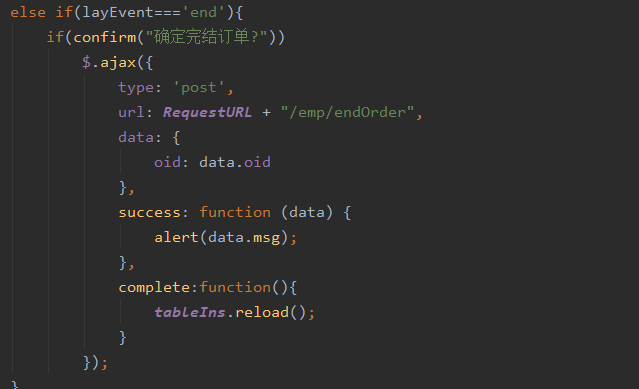 else if(layEvent==='end'){
if(confirm("确定完结订单?"))
$.ajax({
type: 'post',
url: RequestURL + "/emp/endOrder",
data: {
oid: data.oid
},
success: function (data) {
alert(data.msg);
},
complete:function(){
tableIns.reload();
}
});
}